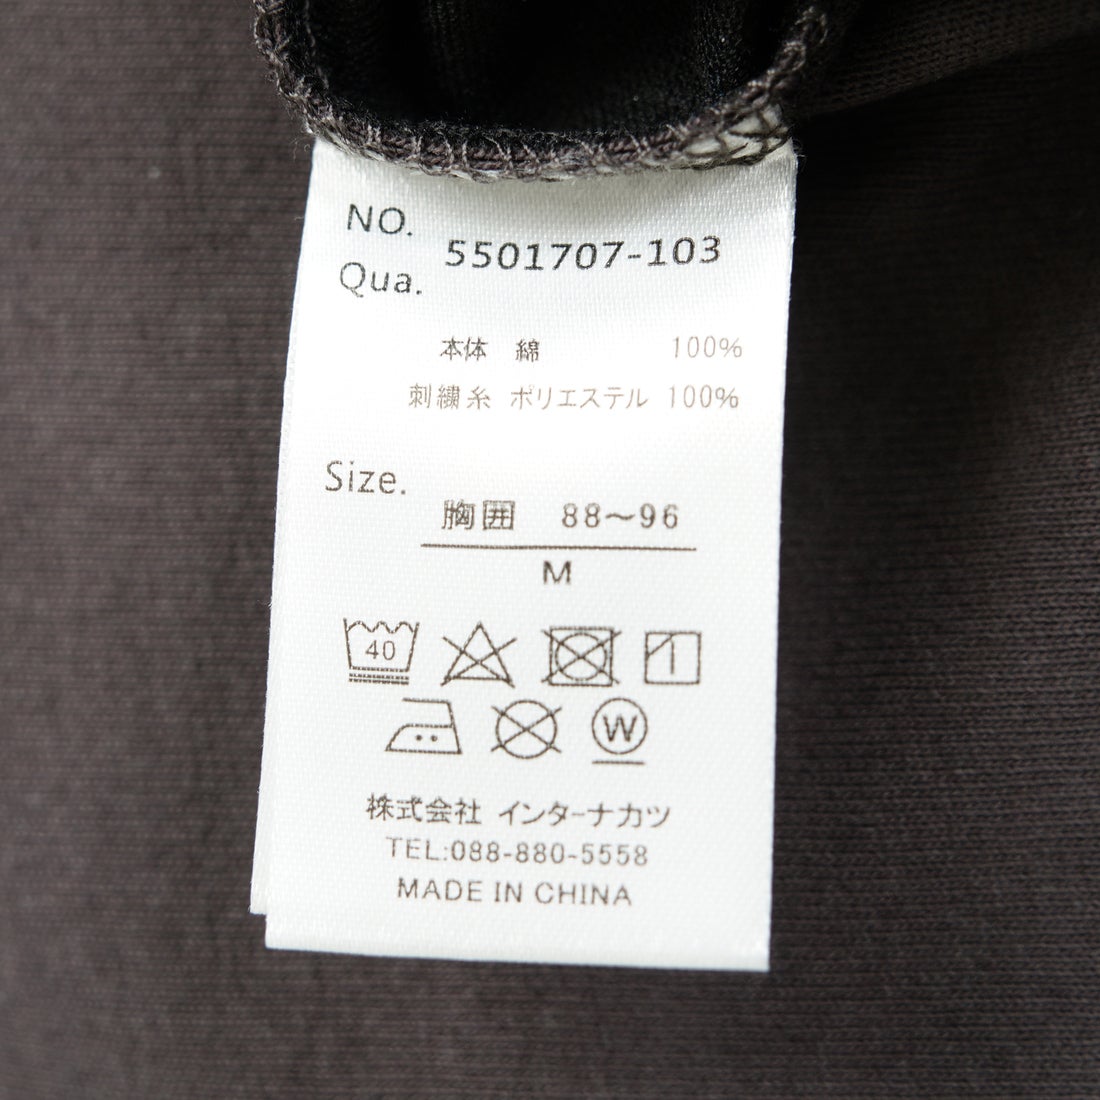 NO. 5501707-103
Qua.
本体 綿 100%
刺繍糸 ポリエステル 100%
Size.
胸囲 88〜96
M
40
W
株式会社 インターナカツ
TEL:088-880-5558
MADE IN CHINA